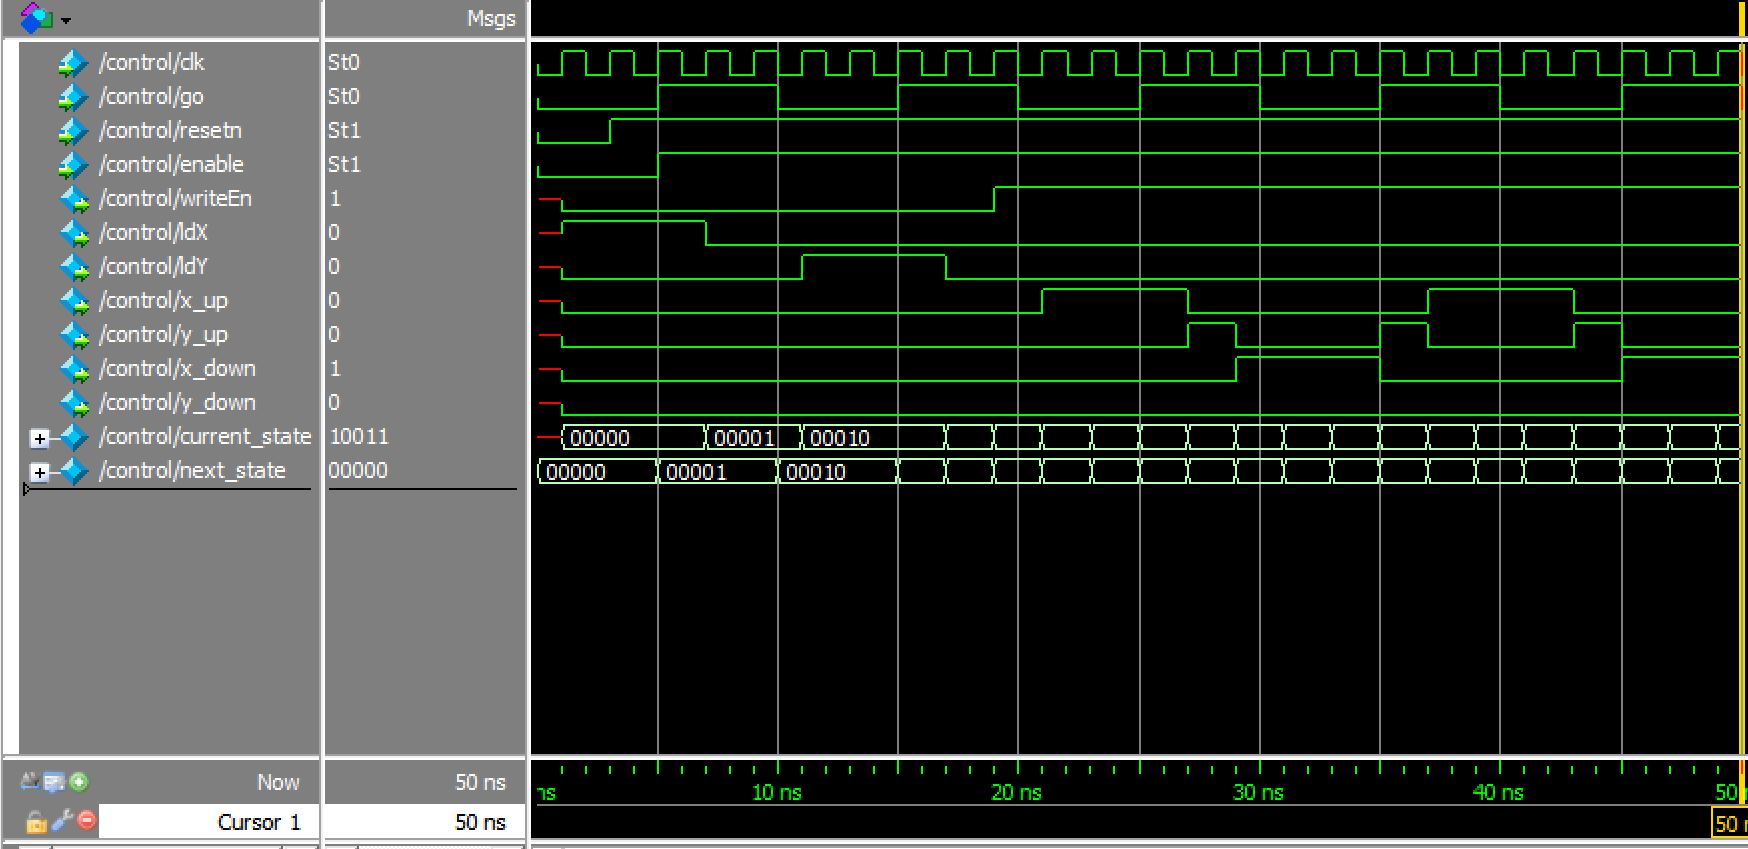 Msgs
/control/clk St0
/control/go St0
/control/resetn St1
/control/enable St1
/control/writeEn 1
/control/ldX 0
/control/ldY 0
/control/x_up 0
/control/y_up 0
/control/x_down 1
/control/y_down 0
/control/current_state 10011 00000 00001 00010
/control/next_state 00000 00000 00001 00010
Now 50 ns ns 10 ns 20 ns 30 ns 40 ns 50
Cursor 1 50 ns 50 n